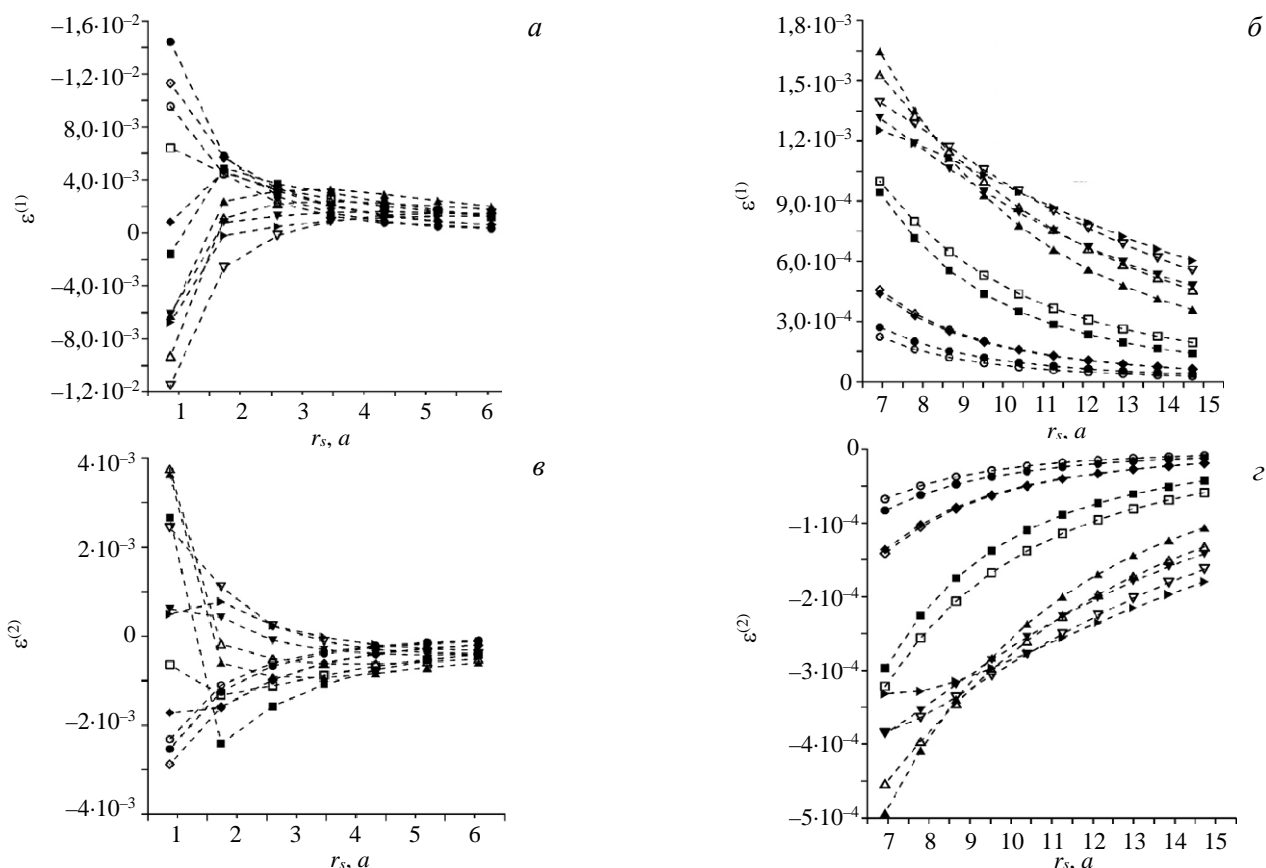 а
–1,6·10⁻²
–1,2·10⁻²
8,0·10⁻³
4,0·10⁻³
0
–4,0·10⁻³
–8,0·10⁻³
–1,2·10⁻²
ε⁽¹⁾
1 2 3 4 5 6
rₛ, a
б
1,8·10⁻³
1,5·10⁻³
1,2·10⁻³
9,0·10⁻⁴
6,0·10⁻⁴
3,0·10⁻⁴
0
ε⁽¹⁾
7 8 9 10 11 12 13 14 15
rₛ, a
в
4·10⁻³
2·10⁻³
0
–2·10⁻³
–4·10⁻³
ε⁽²⁾
1 2 3 4 5 6
rₛ, a
г
0
–1·10⁻⁴
–2·10⁻⁴
–3·10⁻⁴
–4·10⁻⁴
–5·10⁻⁴
ε⁽²⁾
7 8 9 10 11 12 13 14 15
rₛ, a